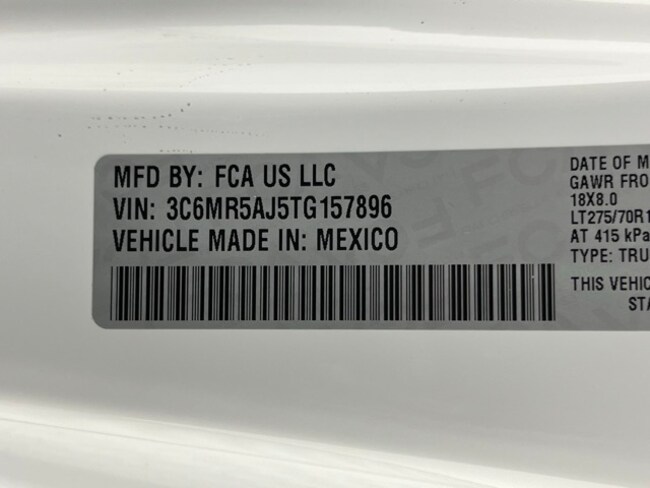 MFD BY: FCA US LLC
VIN: 3C6MR5AJ5TG157896
VEHICLE MADE IN: MEXICO
DATE OF M
GAWR FRO
18X8.0
LT275/70R1
AT 415 kPa
TYPE: TRU
THIS VEHIC
STA